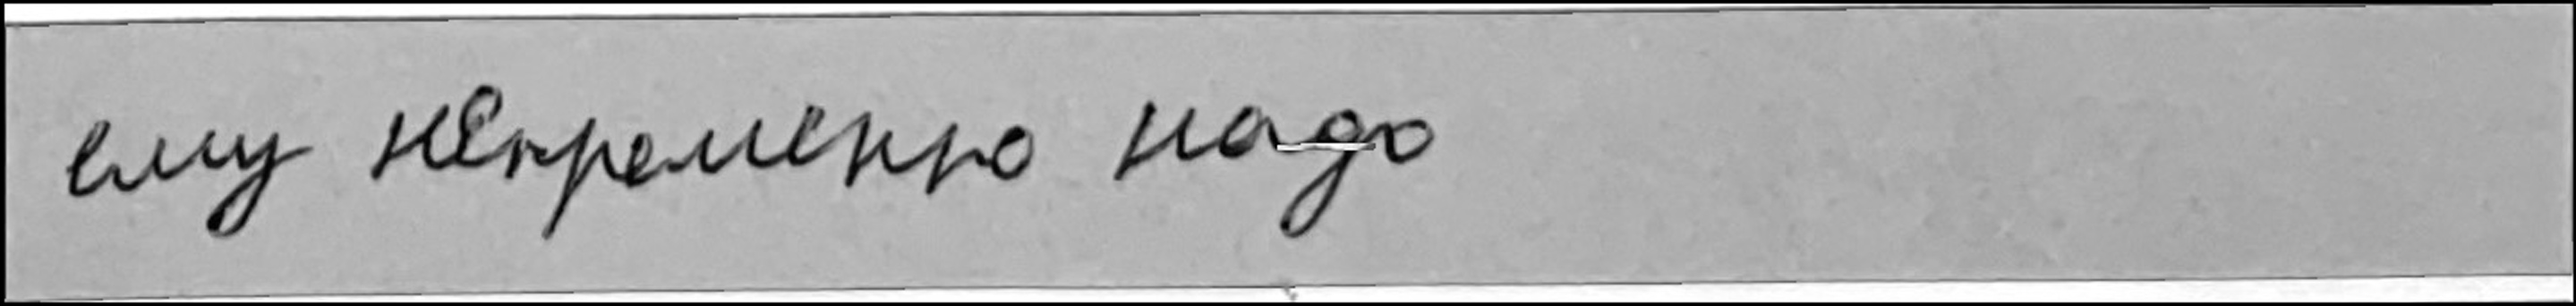 ему непременно надо